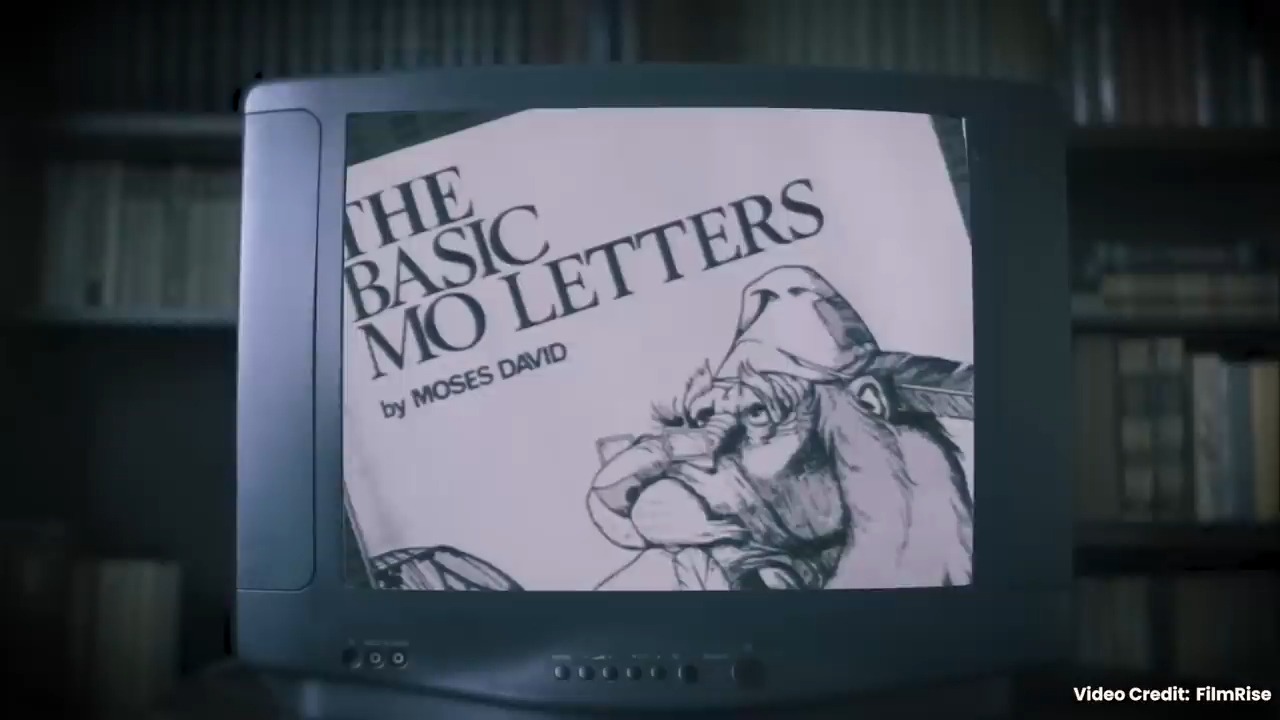 THE
BASIC
MO LETTERS
by MOSES DAVID
Video Credit: FilmRise